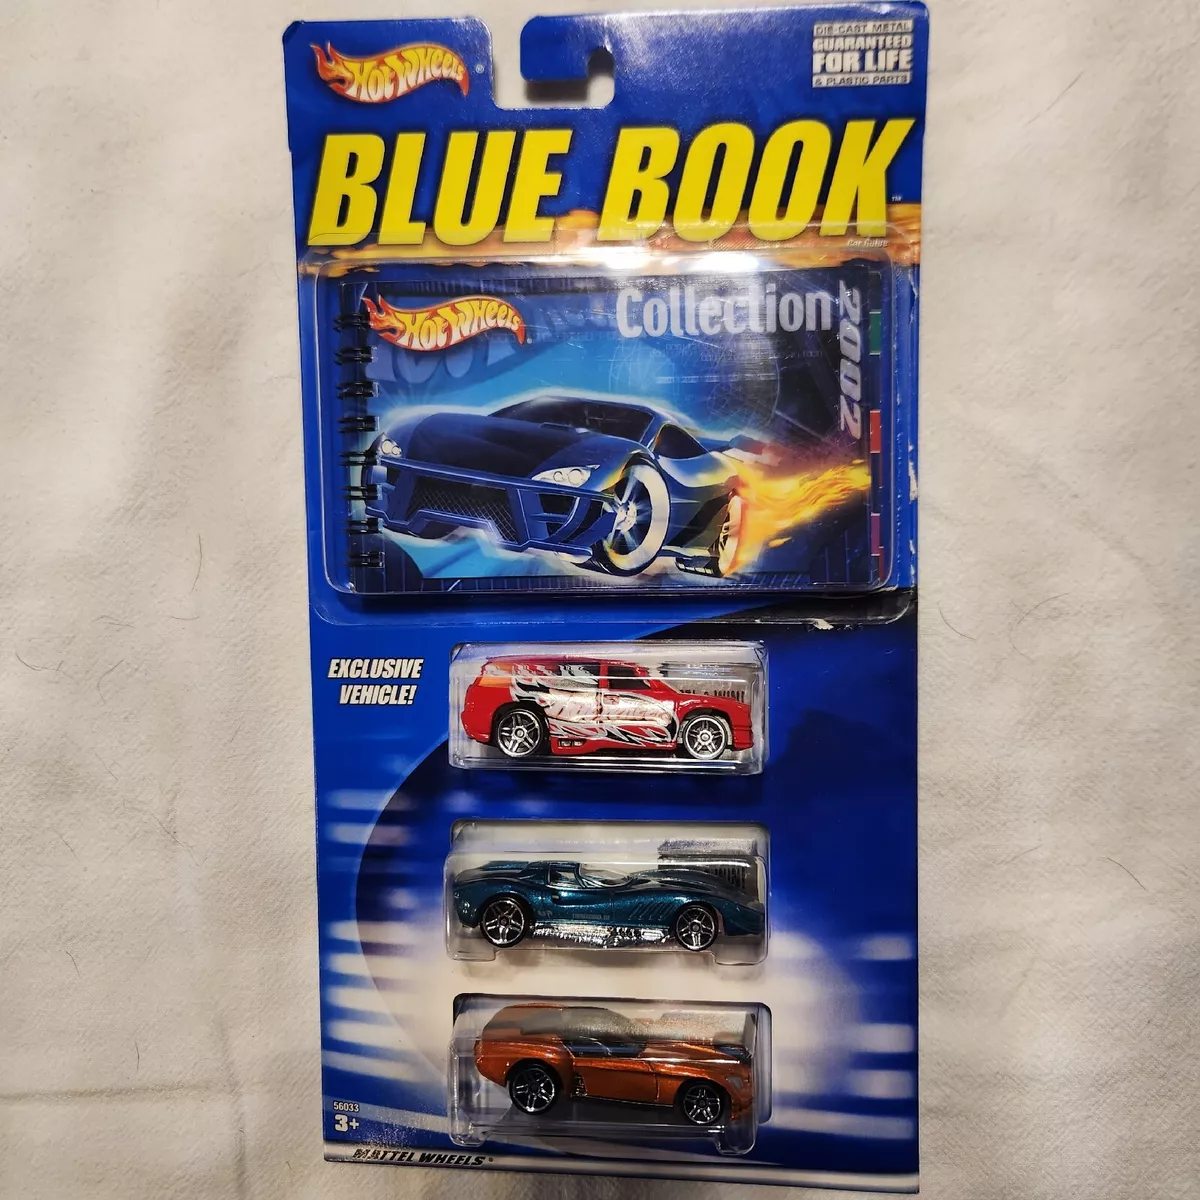 HOT WHEELS®
DIE-CAST METAL
GUARANTEED
FOR LIFE
& PLASTIC PARTS
BLUE BOOK™
Car Guide
HOT WHEELS
Collection
2002
EXCLUSIVE
VEHICLE!
56033
3+
MATTEL WHEELS®